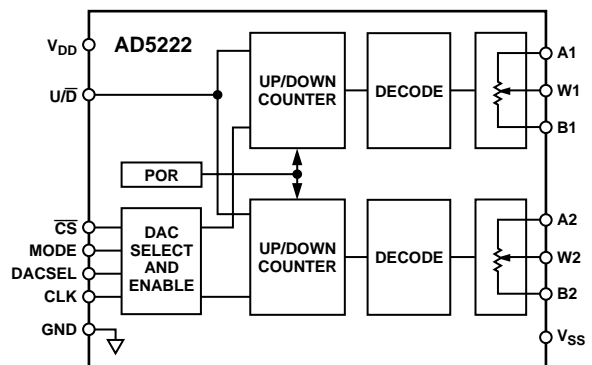 AD5222
V_DD
U/D̅
C̅S̅
MODE
DACSEL
CLK
GND
POR
DAC
SELECT
AND
ENABLE
UP/DOWN
COUNTER
DECODE
A1
W1
B1
UP/DOWN
COUNTER
DECODE
A2
W2
B2
V_SS